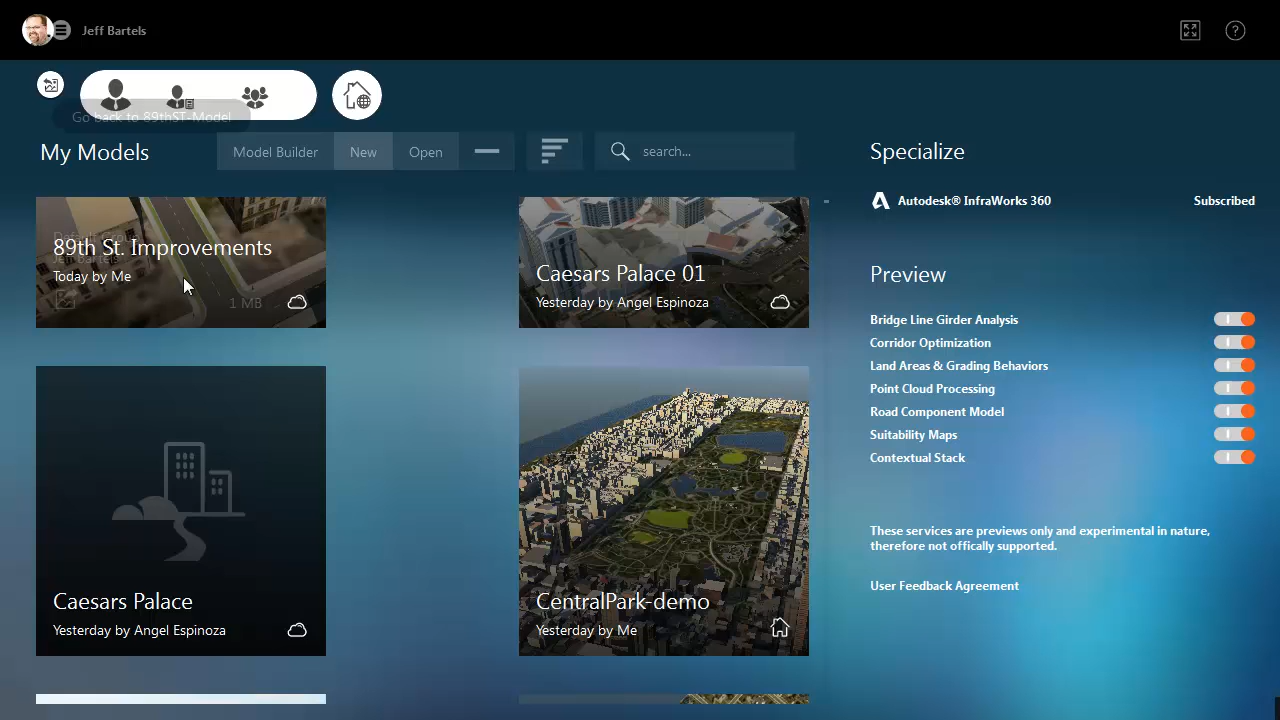 Jeff Bartels
Go back to 89thST-Model
My Models
Model Builder
New
Open
search...
89th St. Improvements
Today by Me
Jeff Bartels
1 MB
Caesars Palace 01
Yesterday by Angel Espinoza
Caesars Palace
Yesterday by Angel Espinoza
CentralPark-demo
Yesterday by Me
Specialize
Autodesk® InfraWorks 360
Subscribed
Preview
Bridge Line Girder Analysis
Corridor Optimization
Land Areas & Grading Behaviors
Point Cloud Processing
Road Component Model
Suitability Maps
Contextual Stack
These services are previews only and experimental in nature,
therefore not offically supported.
User Feedback Agreement